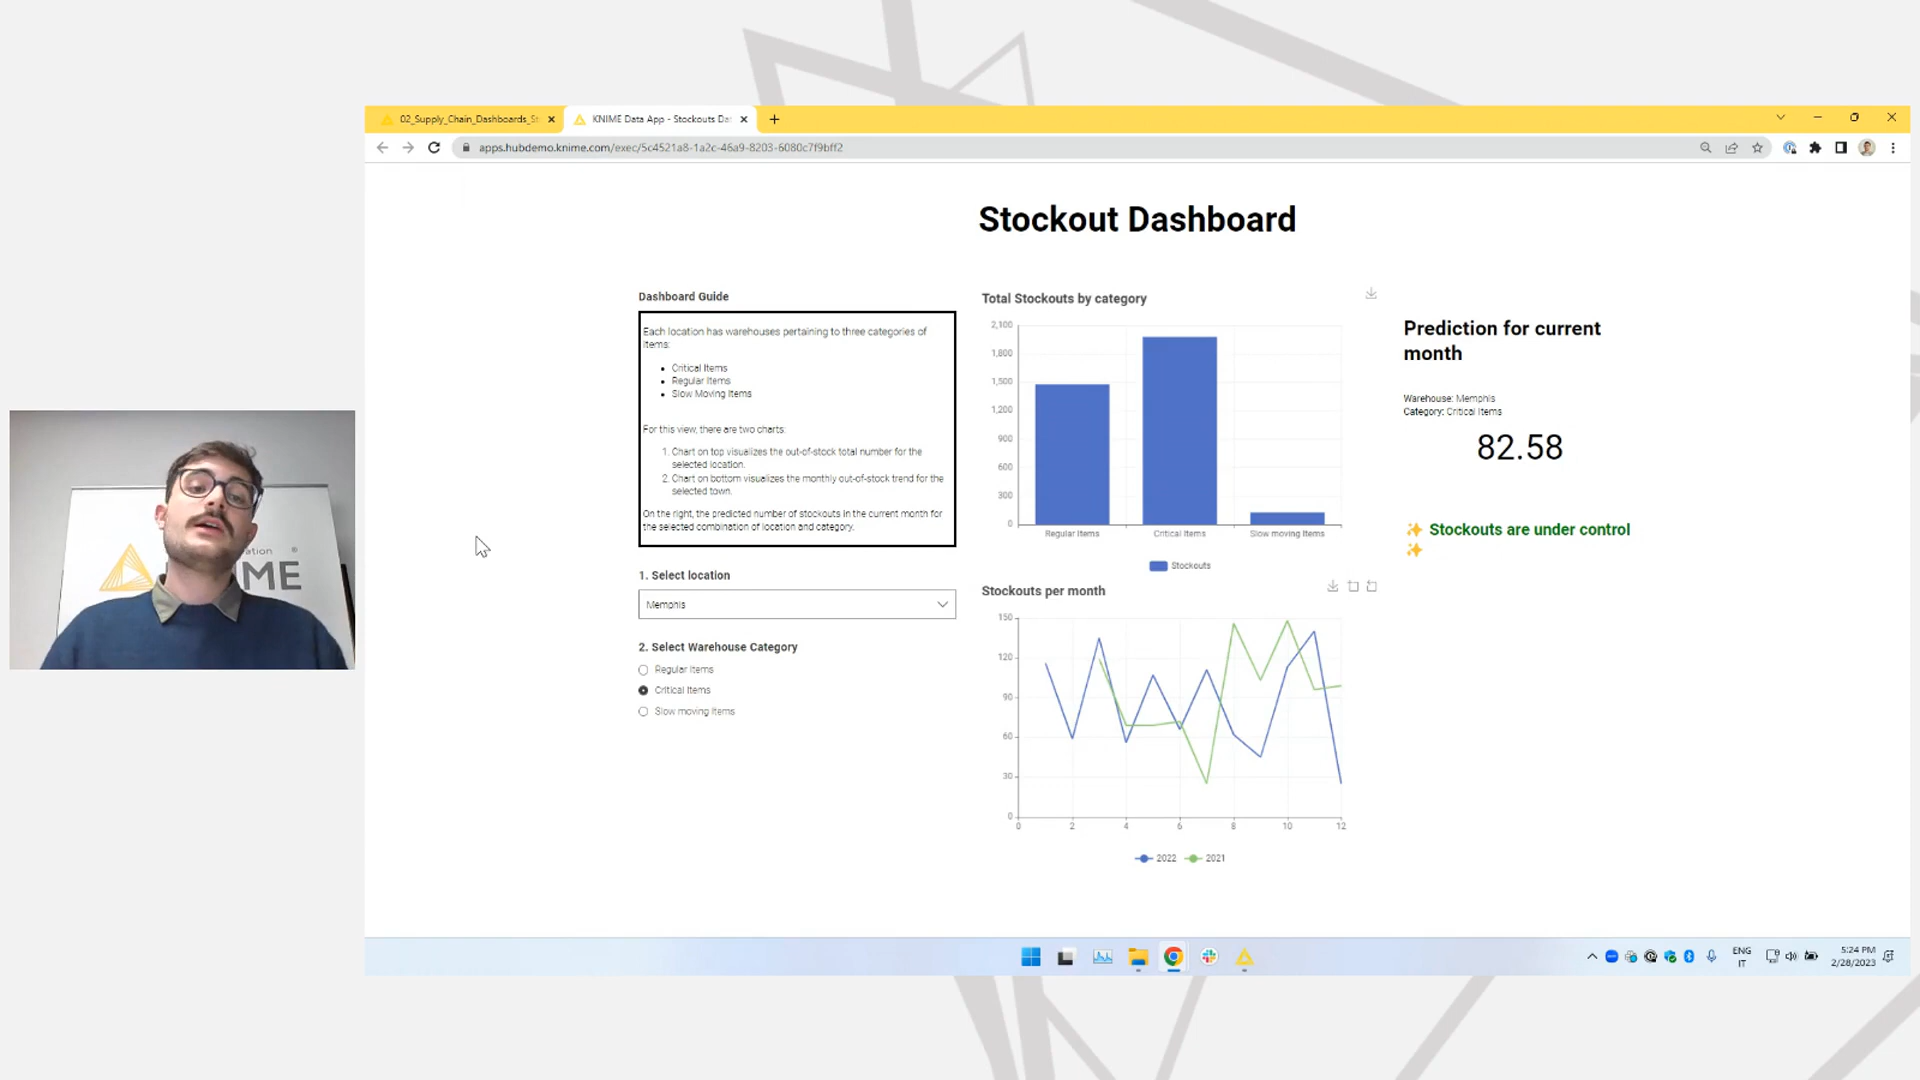 02_Supply_Chain_Dashboards_St
KNIME Data App - Stockouts Da
apps.hubdemo.knime.com/exec/5c4521a8-1a2c-46a9-8203-6080c7f9bff2
Stockout Dashboard
Dashboard Guide
Each location has warehouses pertaining to three categories of
items:
Critical Items
Regular Items
Slow Moving Items
For this view, there are two charts:
1. Chart on top visualizes the out-of-stock total number for the
selected location.
2. Chart on bottom visualizes the monthly out-of-stock trend for the
selected town.
On the right, the predicted number of stockouts in the current month for
the selected combination of location and category.
1. Select location
Memphis
2. Select Warehouse Category
Regular Items
Critical Items
Slow moving Items
Total Stockouts by category
2,100
1,800
1,500
1,200
900
600
300
0
Regular Items Critical Items Slow moving Items
Stockouts
Stockouts per month
150
120
90
60
30
0
0 2 4 6 8 10 12
2022 2021
Prediction for current
month
Warehouse: Memphis
Category: Critical Items
82.58
✨ Stockouts are under control
✨
ation
ME
ENG
IT
5:24 PM
2/28/2023